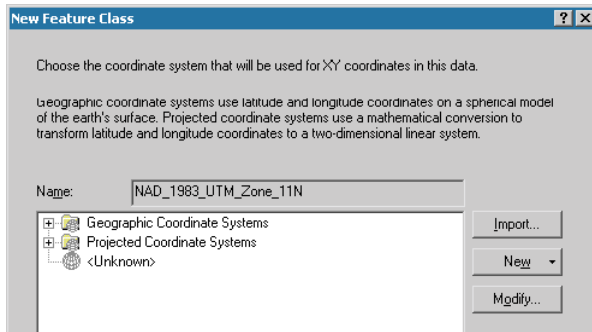 New Feature Class
Choose the coordinate system that will be used for XY coordinates in this data.
Geographic coordinate systems use latitude and longitude coordinates on a spherical model
of the earth's surface. Projected coordinate systems use a mathematical conversion to
transform latitude and longitude coordinates to a two-dimensional linear system.
Name: NAD_1983_UTM_Zone_11N
Geographic Coordinate Systems
Projected Coordinate Systems
<Unknown>
Import...
New
Modify...